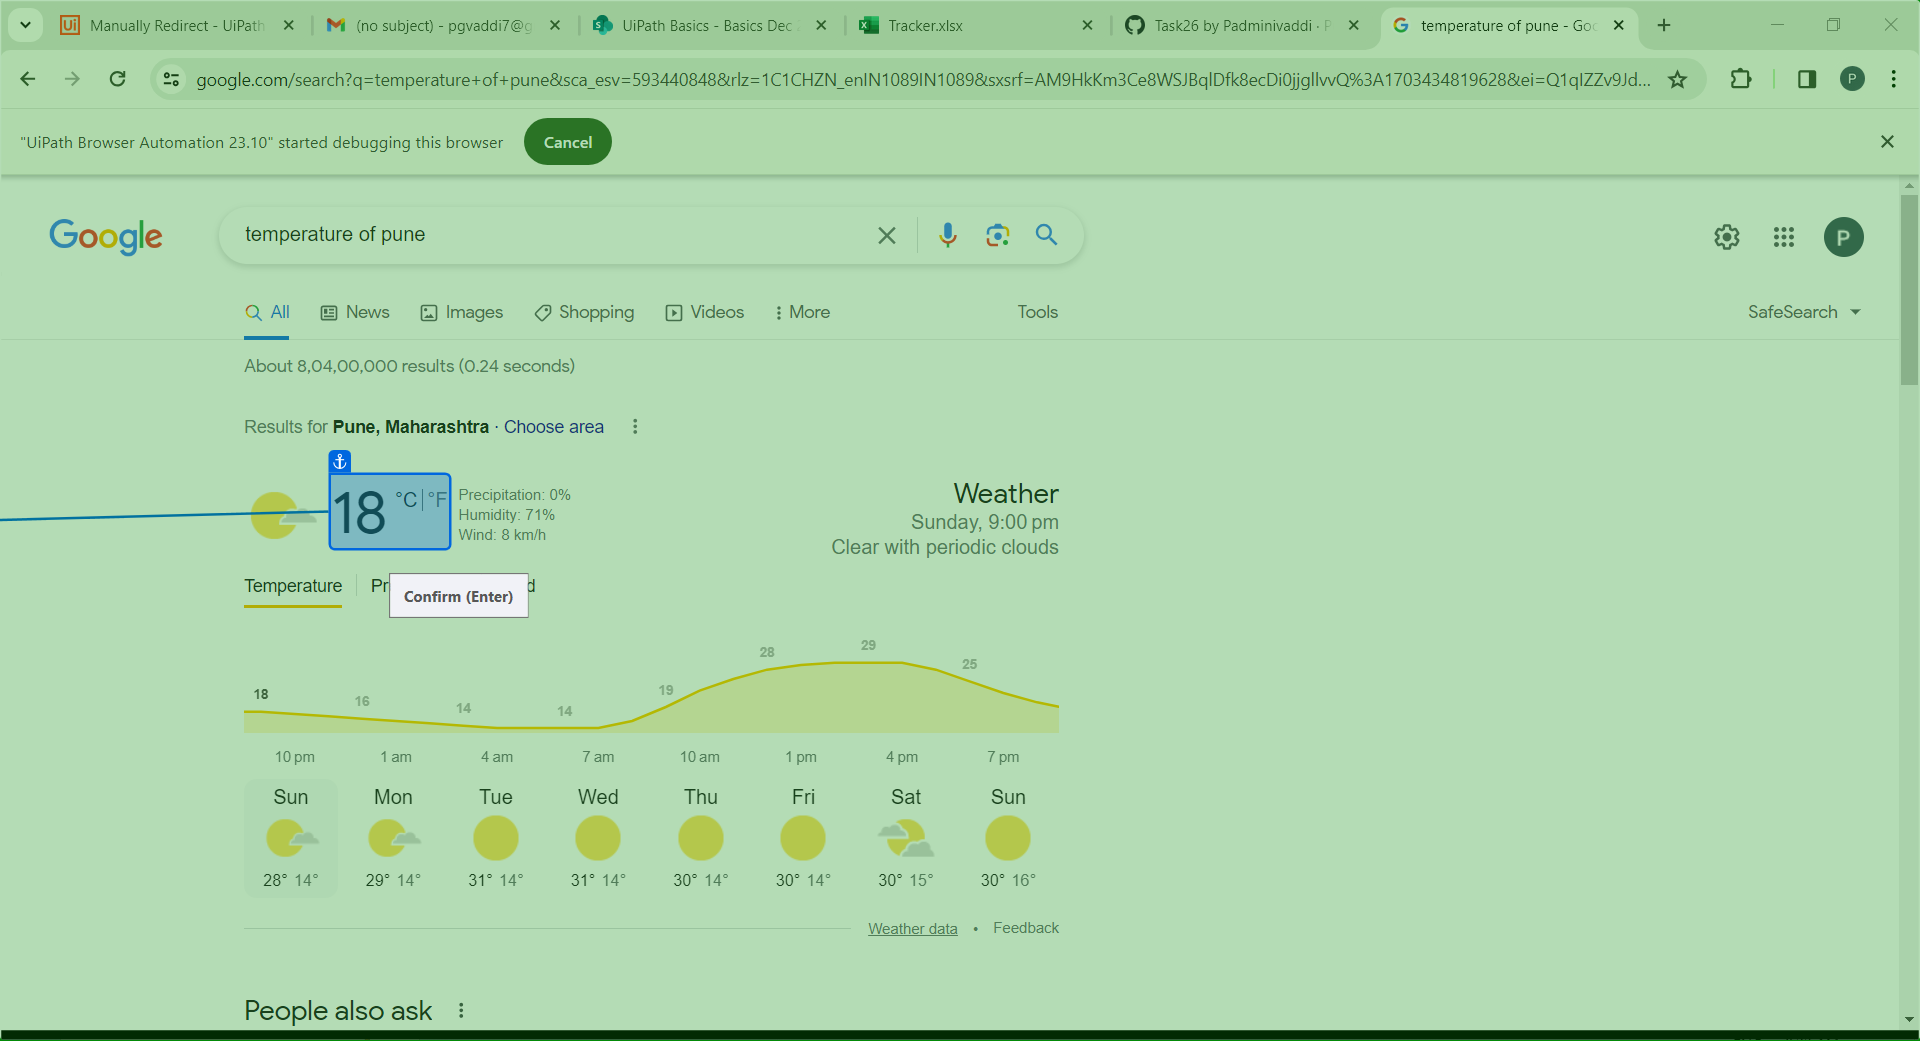 Manually Redirect - UiPath
(no subject) - pgvaddi7@g
UiPath Basics - Basics Dec
Tracker.xlsx
Task26 by Padminivaddi · P
temperature of pune - Goo
google.com/search?q=temperature+of+pune&sca_esv=593440848&rlz=1C1CHZN_enIN1089IN1089&sxsrf=AM9HkKm3Ce8WSJBqlDfk8ecDi0jjgllvvQ%3A1703434819628&ei=Q1qIZZv9Jd...
P
"UiPath Browser Automation 23.10" started debugging this browser
Cancel
Google
temperature of pune
P
All
News
Images
Shopping
Videos
More
Tools
SafeSearch
About 8,04,00,000 results (0.24 seconds)
Results for Pune, Maharashtra · Choose area
18 °C | °F
Precipitation: 0%
Humidity: 71%
Wind: 8 km/h
Weather
Sunday, 9:00 pm
Clear with periodic clouds
Temperature
Pr
d
Confirm (Enter)
18 16 14 14 19 28 29 25
10 pm 1 am 4 am 7 am 10 am 1 pm 4 pm 7 pm
Sun Mon Tue Wed Thu Fri Sat Sun
28° 14° 29° 14° 31° 14° 31° 14° 30° 14° 30° 14° 30° 15° 30° 16°
Weather data • Feedback
People also ask